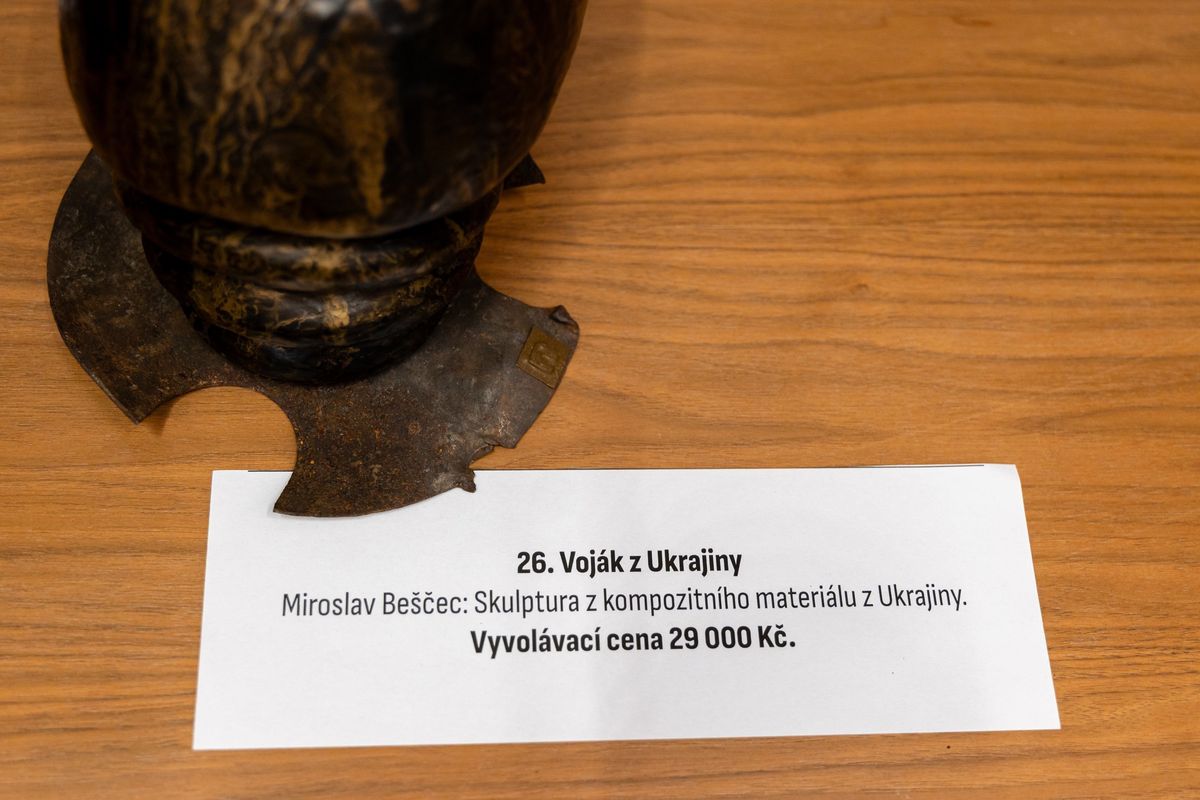 26. Voják z Ukrajiny
Miroslav Beščec: Skulptura z kompozitního materiálu z Ukrajiny.
Vyvolávací cena 29 000 Kč.